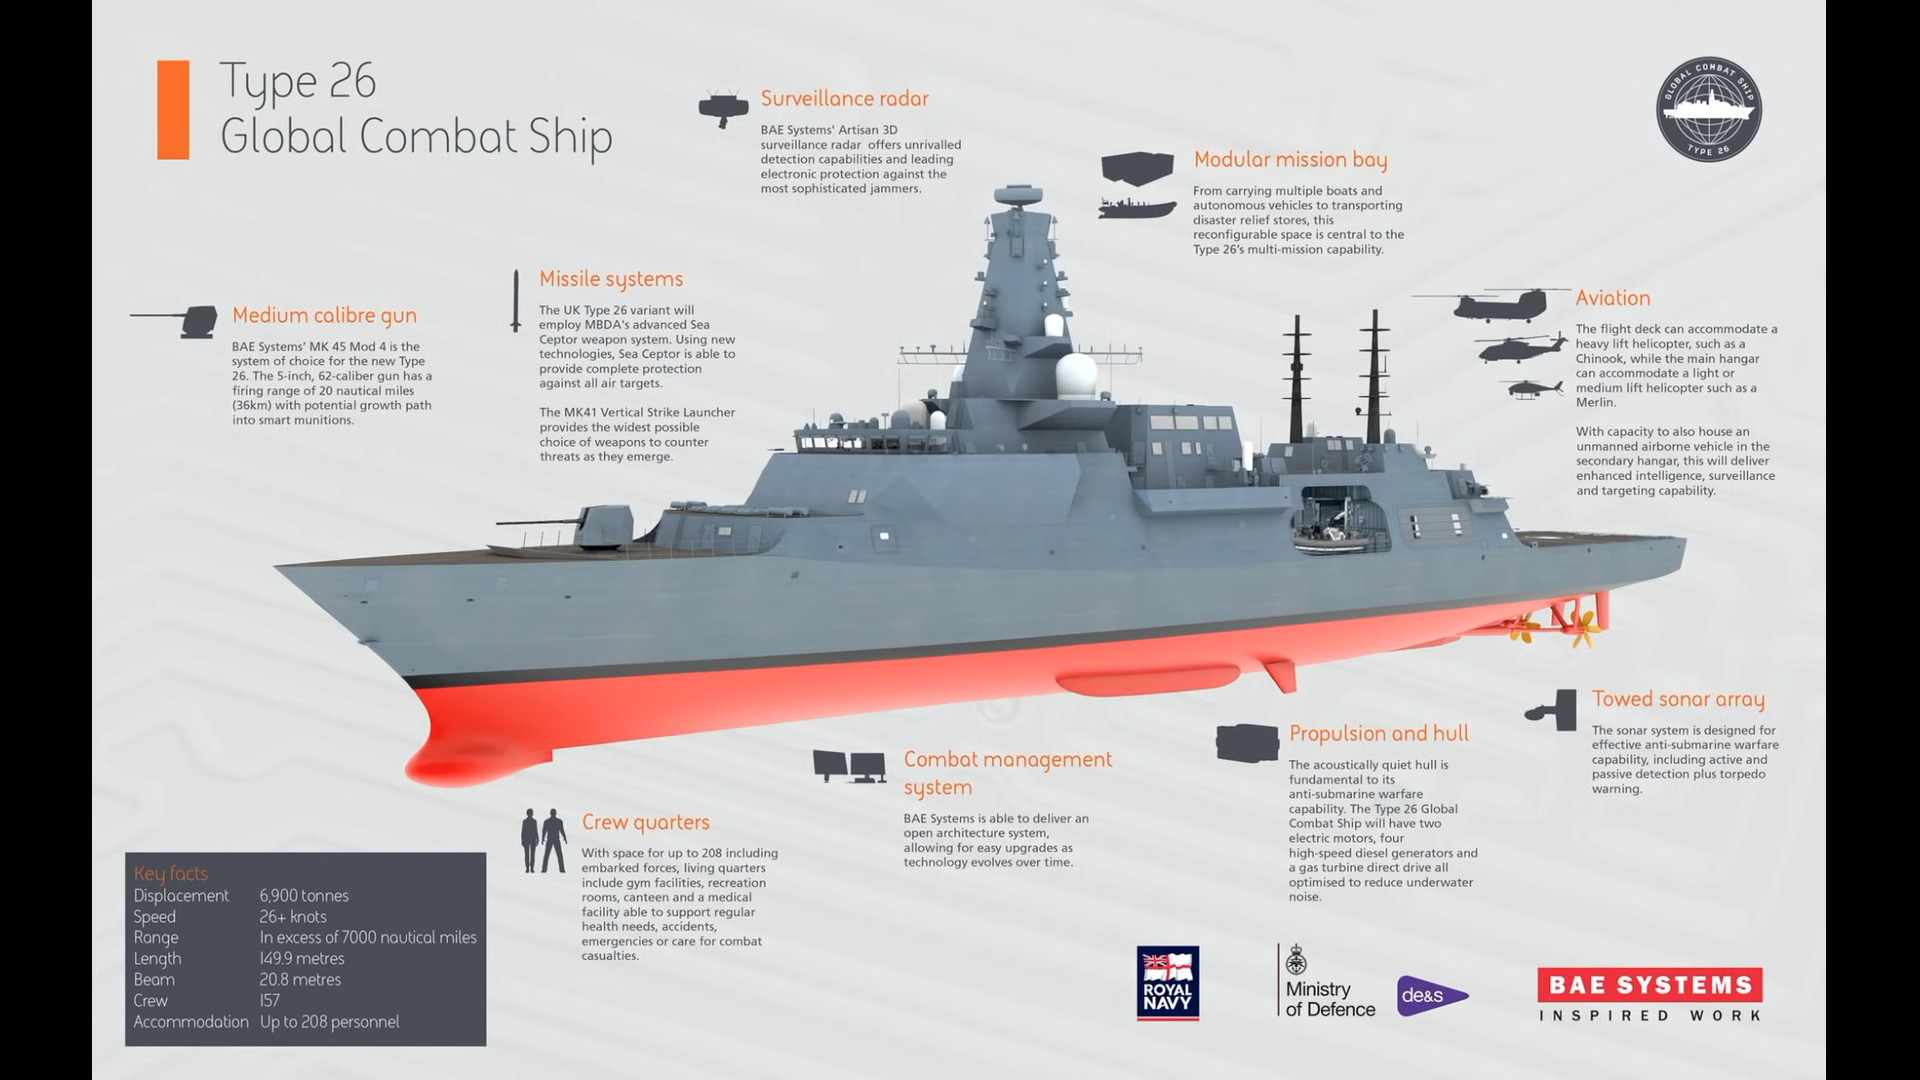 Type 26
Global Combat Ship
Surveillance radar
BAE Systems' Artisan 3D
surveillance radar offers unrivalled
detection capabilities and leading
electronic protection against the
most sophisticated jammers.
GLOBAL COMBAT SHIP
TYPE 26
Modular mission bay
From carrying multiple boats and
autonomous vehicles to transporting
disaster relief stores, this
reconfigurable space is central to the
Type 26's multi-mission capability.
Missile systems
The UK Type 26 variant will
employ MBDA's advanced Sea
Ceptor weapon system. Using new
technologies, Sea Ceptor is able to
provide complete protection
against all air targets.
The MK41 Vertical Strike Launcher
provides the widest possible
choice of weapons to counter
threats as they emerge.
Medium calibre gun
BAE Systems' MK 45 Mod 4 is the
system of choice for the new Type
26. The 5-inch, 62-caliber gun has a
firing range of 20 nautical miles
(36km) with potential growth path
into smart munitions.
Aviation
The flight deck can accommodate a
heavy lift helicopter, such as a
Chinook, while the main hangar
can accommodate a light or
medium lift helicopter such as a
Merlin.
With capacity to also house an
unmanned airborne vehicle in the
secondary hangar, this will deliver
enhanced intelligence, surveillance
and targeting capability.
Towed sonar array
The sonar system is designed for
effective anti-submarine warfare
capability, including active and
passive detection plus torpedo
warning.
Propulsion and hull
The acoustically quiet hull is
fundamental to its
anti-submarine warfare
capability. The Type 26 Global
Combat Ship will have two
electric motors, four
high-speed diesel generators and
a gas turbine direct drive all
optimised to reduce underwater
noise.
Combat management
system
BAE Systems is able to deliver an
open architecture system,
allowing for easy upgrades as
technology evolves over time.
Crew quarters
With space for up to 208 including
embarked forces, living quarters
include gym facilities, recreation
rooms, canteen and a medical
facility able to support regular
health needs, accidents,
emergencies or care for combat
casualties.
Key facts
Displacement 6,900 tonnes
Speed 26+ knots
Range In excess of 7000 nautical miles
Length 149.9 metres
Beam 20.8 metres
Crew 157
Accommodation Up to 208 personnel
ROYAL
NAVY
Ministry
of Defence
de&s
BAE SYSTEMS
INSPIRED WORK